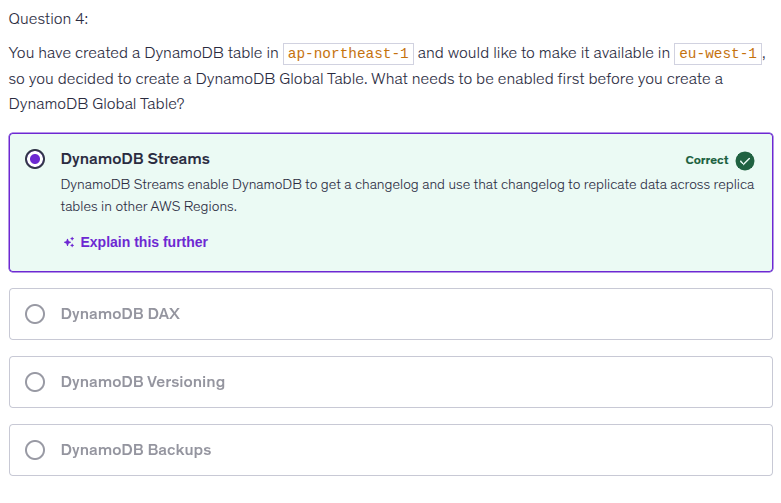 Question 4:
You have created a DynamoDB table in ap-northeast-1 and would like to make it available in eu-west-1,
so you decided to create a DynamoDB Global Table. What needs to be enabled first before you create a
DynamoDB Global Table?
DynamoDB Streams
Correct
DynamoDB Streams enable DynamoDB to get a changelog and use that changelog to replicate data across replica
tables in other AWS Regions.
Explain this further
DynamoDB DAX
DynamoDB Versioning
DynamoDB Backups